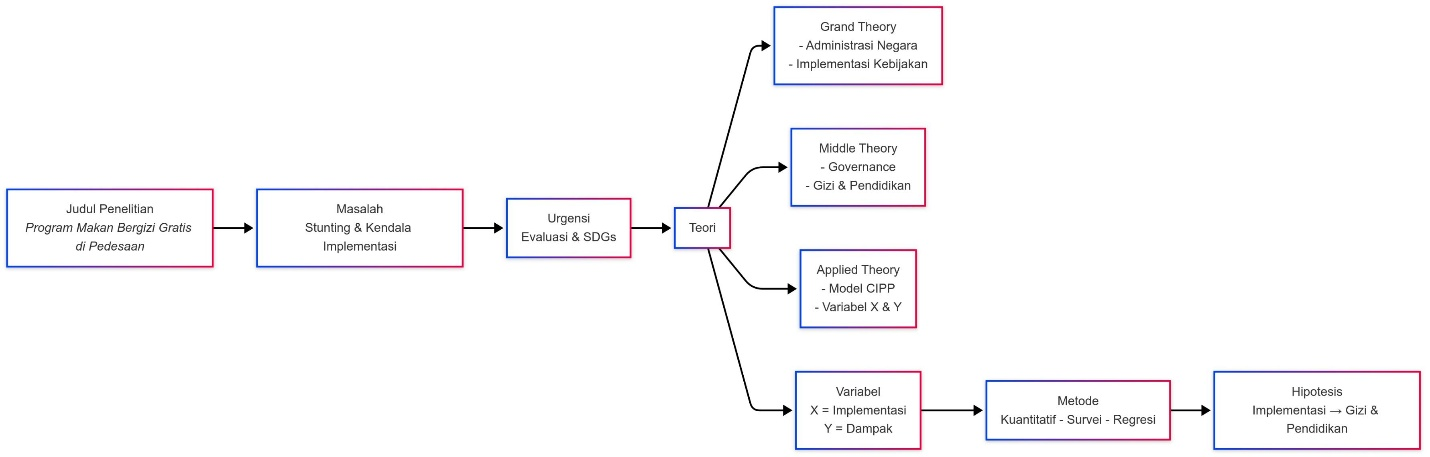 Judul Penelitian
Program Makan Bergizi Gratis
di Pedesaan
Masalah
Stunting & Kendala
Implementasi
Urgensi
Evaluasi & SDGs
Teori
Grand Theory
- Administrasi Negara
- Implementasi Kebijakan
Middle Theory
- Governance
- Gizi & Pendidikan
Applied Theory
- Model CIPP
- Variabel X & Y
Variabel
X = Implementasi
Y = Dampak
Metode
Kuantitatif - Survei - Regresi
Hipotesis
Implementasi → Gizi &
Pendidikan